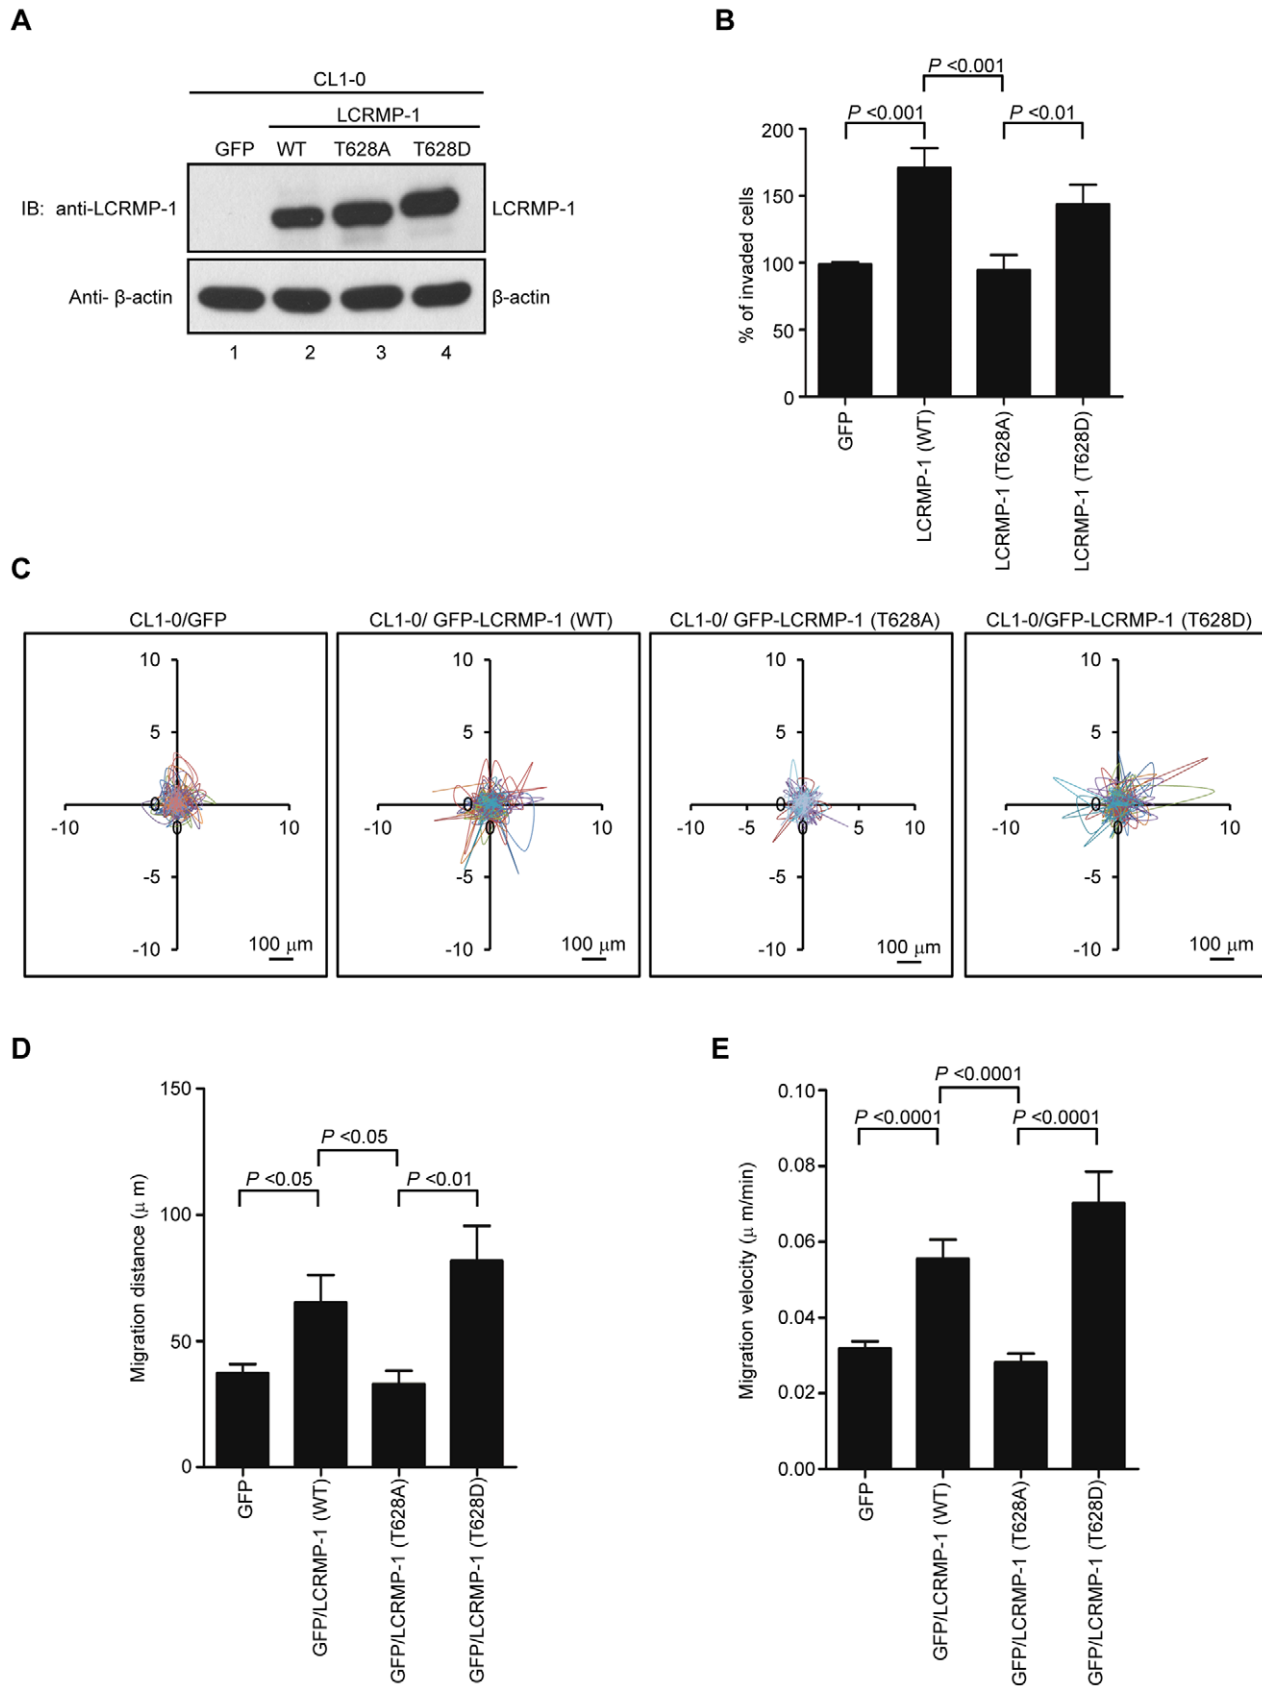 A
CL1-0
LCRMP-1
GFP WT T628A T628D
IB: anti-LCRMP-1
LCRMP-1
Anti- β-actin
β-actin
1 2 3 4
B
P <0.001
P <0.001
P <0.01
200
150
100
50
0
% of invaded cells
GFP
LCRMP-1 (WT)
LCRMP-1 (T628A)
LCRMP-1 (T628D)
C
CL1-0/GFP
10
5
0
-10 0 10
-5
-10
100 μm
CL1-0/ GFP-LCRMP-1 (WT)
10
5
0
-10 0 10
-5
-10
100 μm
CL1-0/ GFP-LCRMP-1 (T628A)
10
5
0
-10 -5 0 5 10
-5
-10
100 μm
CL1-0/GFP-LCRMP-1 (T628D)
10
5
0
-10 0 10
-5
-10
100 μm
D
150
100
50
0
Migration distance (μ m)
P <0.05
P <0.05
P <0.01
GFP
GFP/LCRMP-1 (WT)
GFP/LCRMP-1 (T628A)
GFP/LCRMP-1 (T628D)
E
0.10
0.08
0.06
0.04
0.02
0.00
Migration velocity (μ m/min)
P <0.0001
P <0.0001
P <0.0001
GFP
GFP/LCRMP-1 (WT)
GFP/LCRMP-1 (T628A)
GFP/LCRMP-1 (T628D)